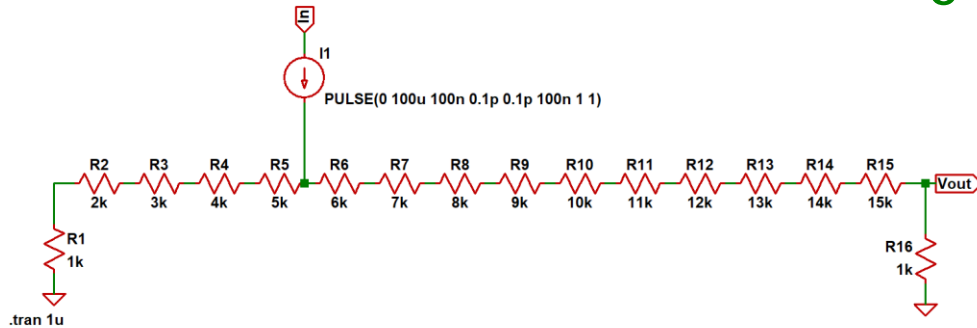 In
I1
PULSE(0 100u 100n 0.1p 0.1p 100n 1 1)
R2 R3 R4 R5 R6 R7 R8 R9 R10 R11 R12 R13 R14 R15
Vout
2k 3k 4k 5k 6k 7k 8k 9k 10k 11k 12k 13k 14k 15k
R1
1k
R16
1k
.tran 1u